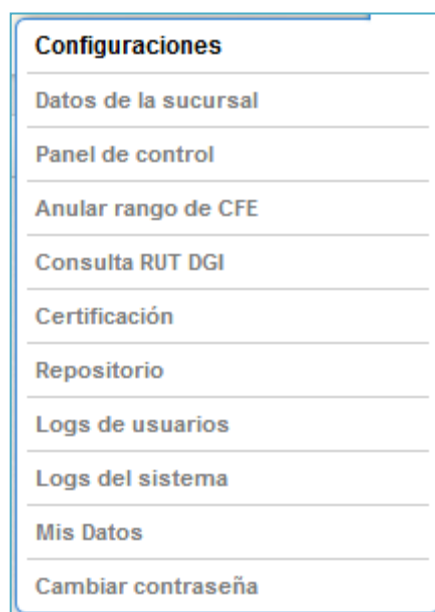 Configuraciones
Datos de la sucursal
Panel de control
Anular rango de CFE
Consulta RUT DGI
Certificación
Repositorio
Logs de usuarios
Logs del sistema
Mis Datos
Cambiar contraseña